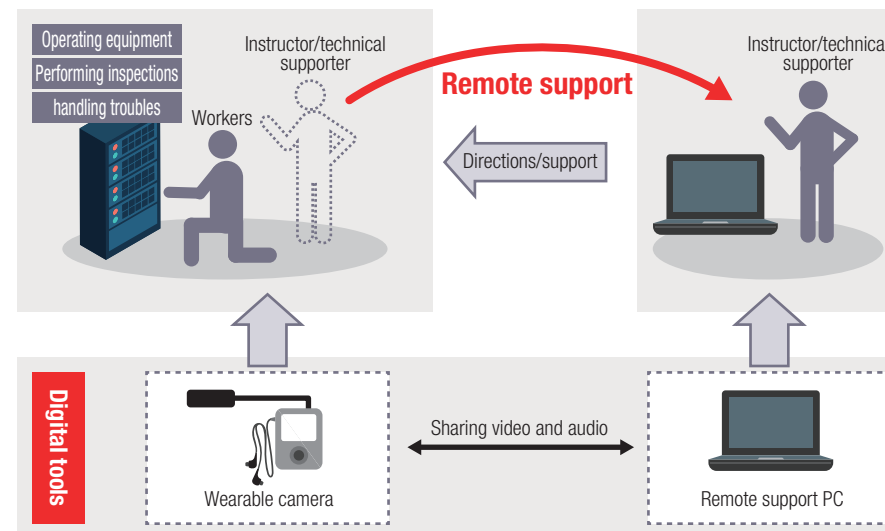 Operating equipment
Performing inspections
handling troubles
Workers
Instructor/technical
supporter
Remote support
Directions/support
Instructor/technica
supporter
Digital tools
Wearable camera
Sharing video and audio
Remote support PC